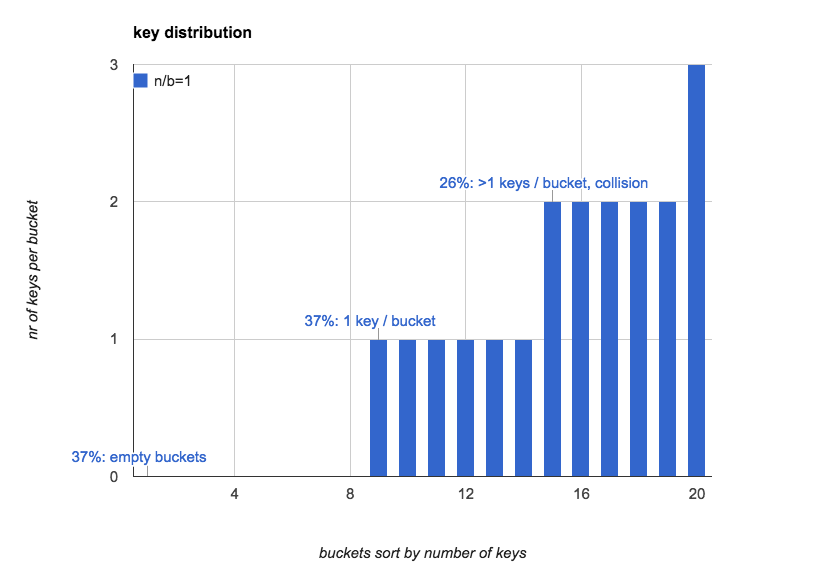 key distribution
3
n/b=1
26%: >1 keys / bucket, collision
2
nr of keys per bucket
37%: 1 key / bucket
1
37%: empty buckets
0
4 8 12 16 20
buckets sort by number of keys